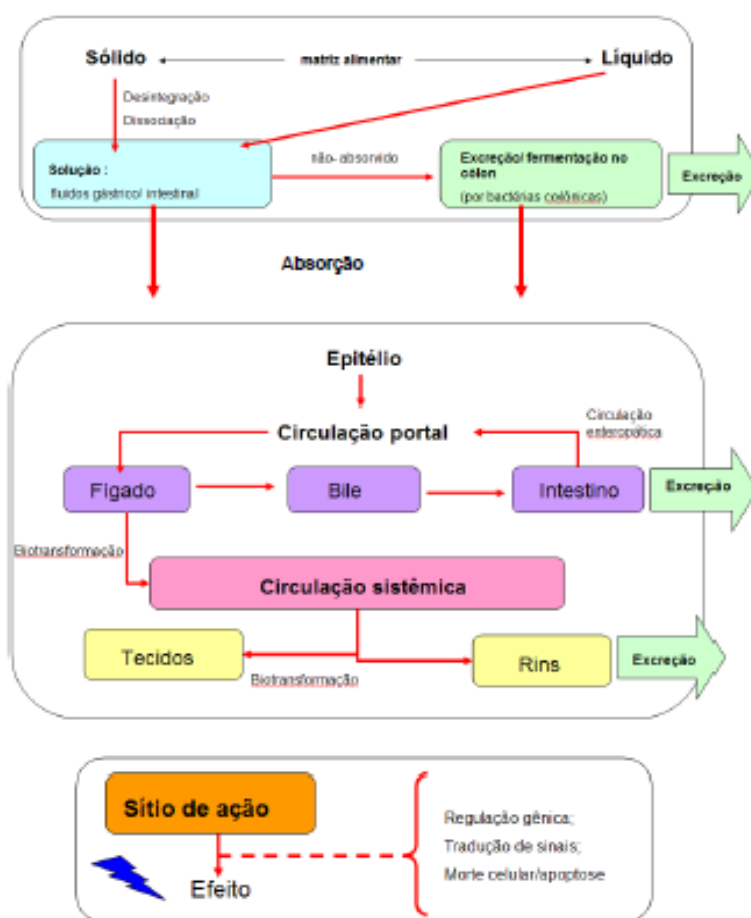 Sólido
matriz alimentar
Líquido
Desintegração
Dissociação
Solução :
fluidos gástrico/ intestinal
não- absorvido
Excreção/ fermentação no
cólon
(por bactérias colônicas)
Excreção
Absorção
Epitélio
Circulação portal
Circulação
enteropática
Fígado
Bile
Intestino
Excreção
Biotransformação
Circulação sistêmica
Tecidos
Biotransformação
Rins
Excreção
Sítio de ação
Efeito
Regulação gênica;
Tradução de sinais;
Morte celular/apoptose